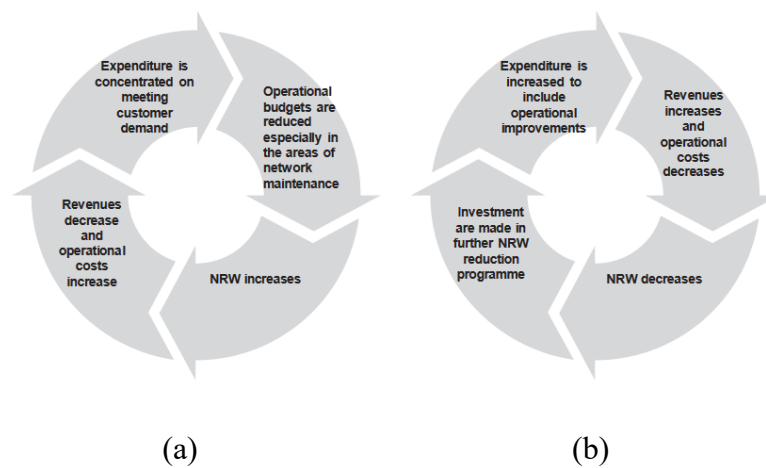 Expenditure is
concentrated on
meeting
customer
demand
Operational
budgets are
reduced
especially in
the areas of
network
maintenance
NRW increases
Revenues
decrease
and
operational
costs
increase
(a)
Expenditure is
increased to
include
operational
improvements
Revenues
increases
and
operational
costs
decreases
NRW decreases
Investment
are made in
further NRW
reduction
programme
(b)